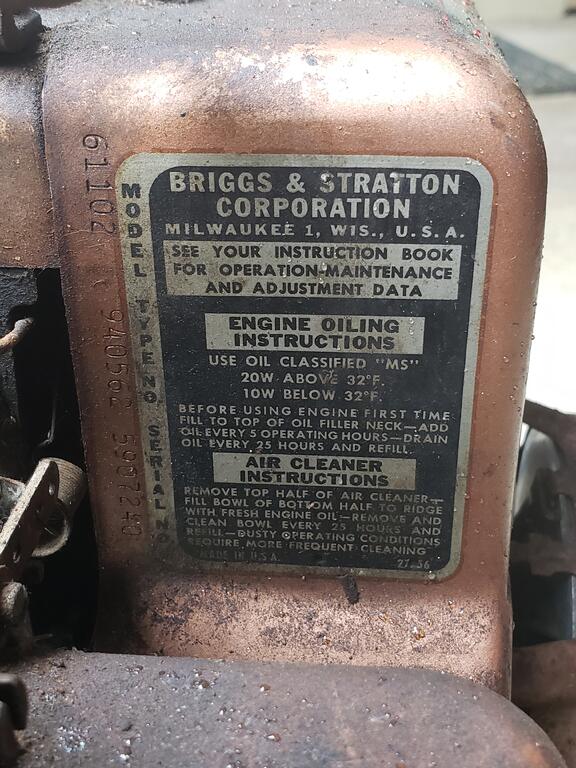 BRIGGS & STRATTON
CORPORATION
MILWAUKEE 1, WIS., U.S.A.
SEE YOUR INSTRUCTION BOOK
FOR OPERATION-MAINTENANCE
AND ADJUSTMENT DATA
ENGINE OILING
INSTRUCTIONS
USE OIL CLASSIFIED "MS"
20W ABOVE 32°F.
10W BELOW 32°F.
BEFORE USING ENGINE FIRST TIME
FILL TO TOP OF OIL FILLER NECK—ADD
OIL EVERY 5 OPERATING HOURS—DRAIN
OIL EVERY 25 HOURS AND REFILL.
AIR CLEANER
INSTRUCTIONS
REMOVE TOP HALF OF AIR CLEANER—
FILL BOWL OF BOTTOM HALF TO RIDGE
WITH FRESH ENGINE OIL—REMOVE AND
CLEAN BOWL EVERY 25 HOURS AND
REFILL—DUSTY OPERATING CONDITIONS
REQUIRE MORE FREQUENT CLEANING
MADE IN U.S.A.
27 56
MODEL TYPE NO. SERIAL NO.
61102